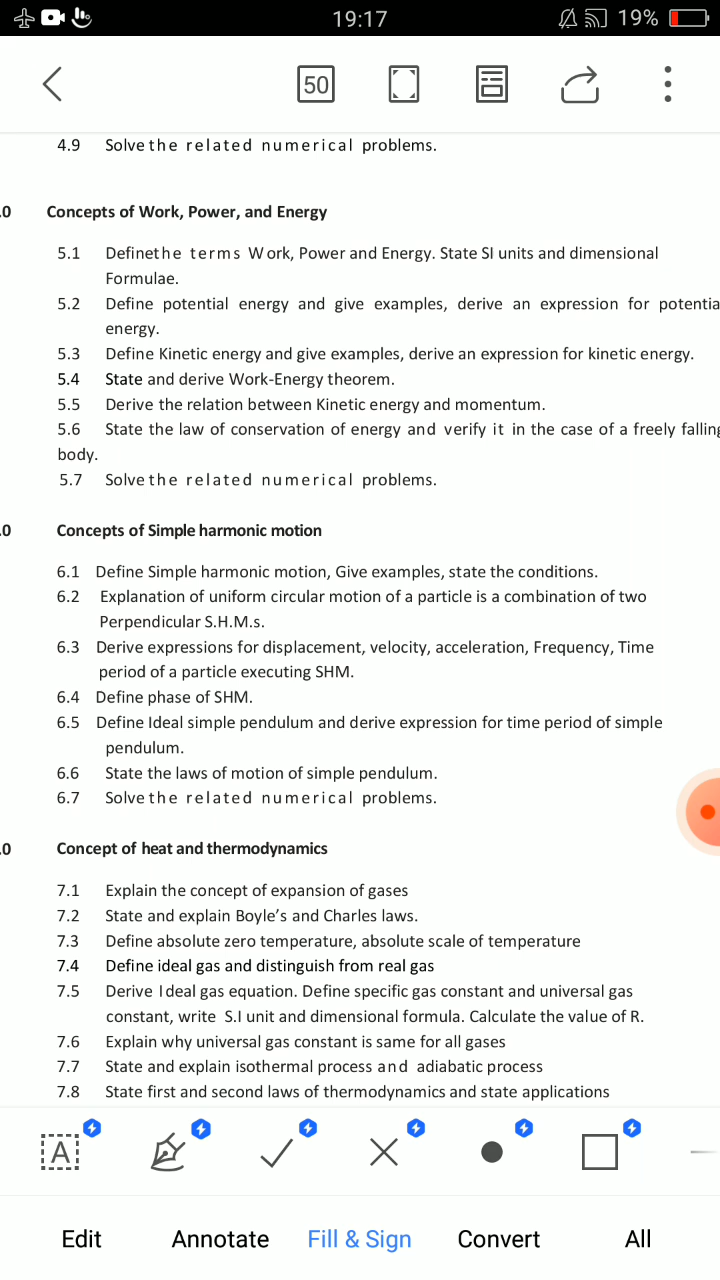 19:17
19%
50
4.9 Solve the related numerical problems.
.0 Concepts of Work, Power, and Energy
5.1 Definethe terms Work, Power and Energy. State SI units and dimensional
Formulae.
5.2 Define potential energy and give examples, derive an expression for potentia
energy.
5.3 Define Kinetic energy and give examples, derive an expression for kinetic energy.
5.4 State and derive Work-Energy theorem.
5.5 Derive the relation between Kinetic energy and momentum.
5.6 State the law of conservation of energy and verify it in the case of a freely falling
body.
5.7 Solve the related numerical problems.
.0 Concepts of Simple harmonic motion
6.1 Define Simple harmonic motion, Give examples, state the conditions.
6.2 Explanation of uniform circular motion of a particle is a combination of two
Perpendicular S.H.M.s.
6.3 Derive expressions for displacement, velocity, acceleration, Frequency, Time
period of a particle executing SHM.
6.4 Define phase of SHM.
6.5 Define Ideal simple pendulum and derive expression for time period of simple
pendulum.
6.6 State the laws of motion of simple pendulum.
6.7 Solve the related numerical problems.
.0 Concept of heat and thermodynamics
7.1 Explain the concept of expansion of gases
7.2 State and explain Boyle's and Charles laws.
7.3 Define absolute zero temperature, absolute scale of temperature
7.4 Define ideal gas and distinguish from real gas
7.5 Derive Ideal gas equation. Define specific gas constant and universal gas
constant, write S.I unit and dimensional formula. Calculate the value of R.
7.6 Explain why universal gas constant is same for all gases
7.7 State and explain isothermal process and adiabatic process
7.8 State first and second laws of thermodynamics and state applications
A
Edit Annotate Fill & Sign Convert All